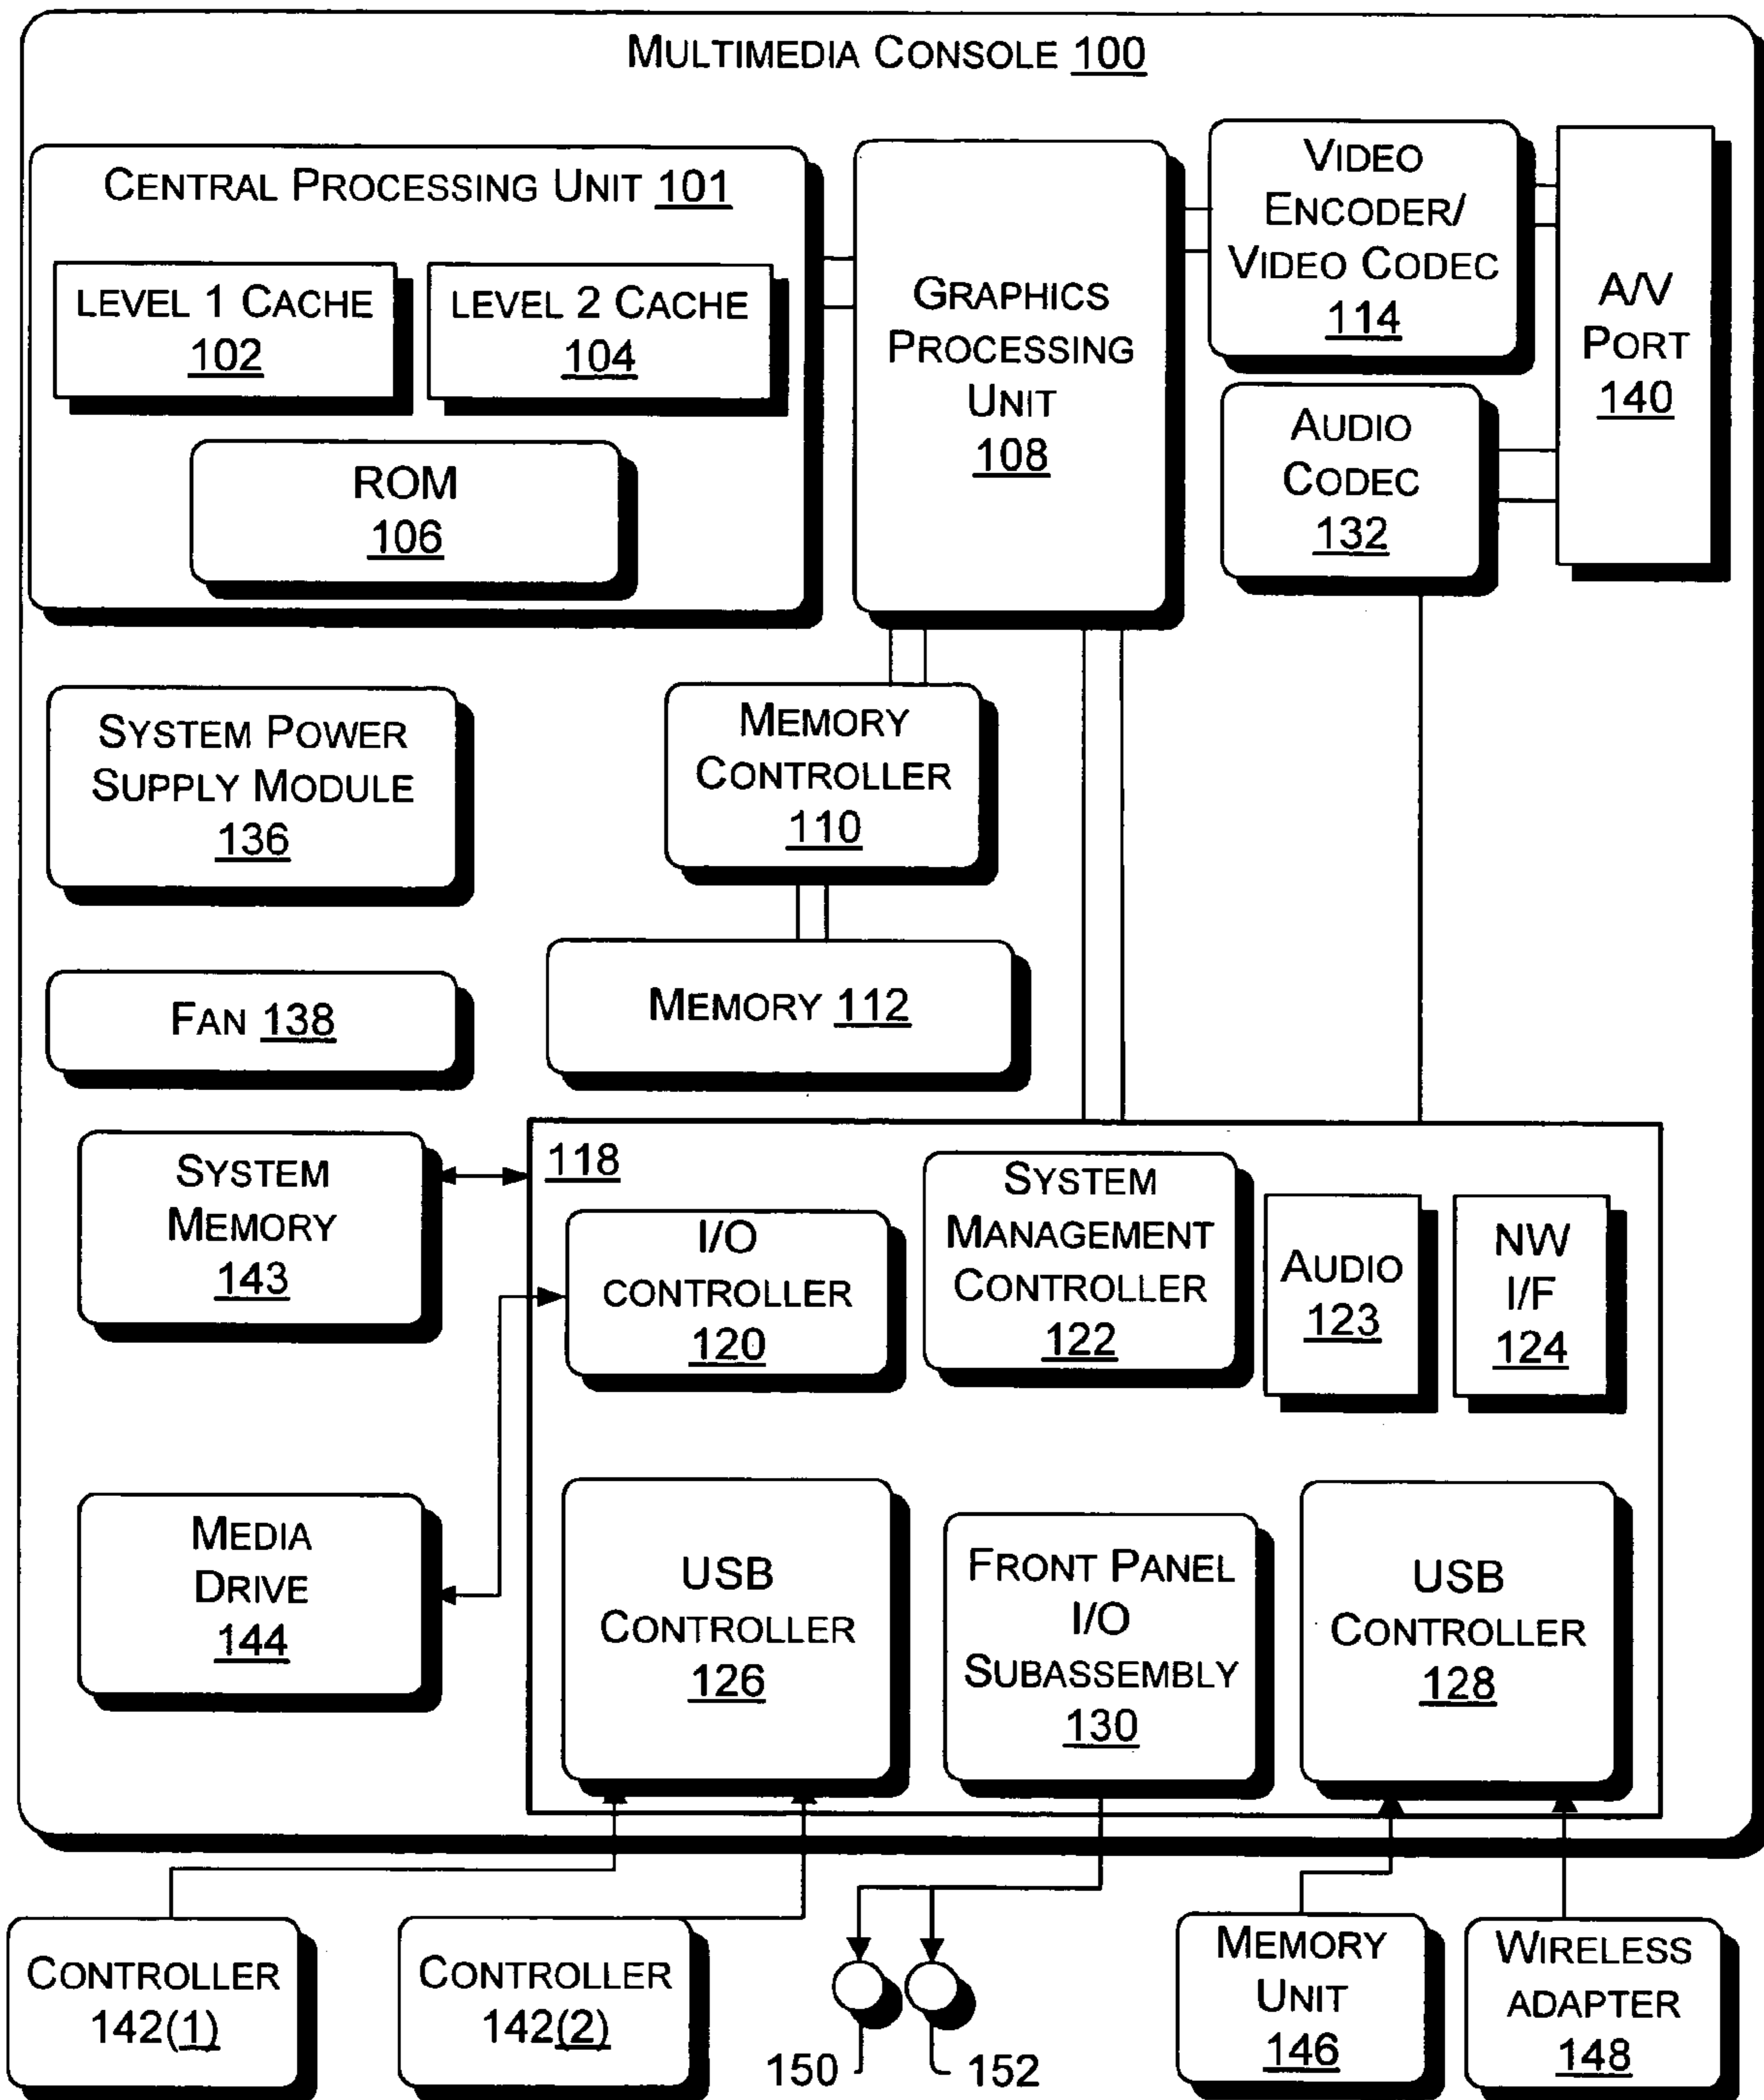 MULTIMEDIA CONSOLE 100
CENTRAL PROCESSING UNIT 101
LEVEL 1 CACHE
102
LEVEL 2 CACHE
104
ROM
106
GRAPHICS
PROCESSING
UNIT
108
VIDEO
ENCODER/
VIDEO CODEC
114
AUDIO
CODEC
132
A/V
PORT
140
SYSTEM POWER
SUPPLY MODULE
136
MEMORY
CONTROLLER
110
FAN 138
MEMORY 112
SYSTEM
MEMORY
143
118
I/O
CONTROLLER
120
SYSTEM
MANAGEMENT
CONTROLLER
122
AUDIO
123
NW
I/F
124
MEDIA
DRIVE
144
USB
CONTROLLER
126
FRONT PANEL
I/O
SUBASSEMBLY
130
USB
CONTROLLER
128
CONTROLLER
142(1)
CONTROLLER
142(2)
150
152
MEMORY
UNIT
146
WIRELESS
ADAPTER
148